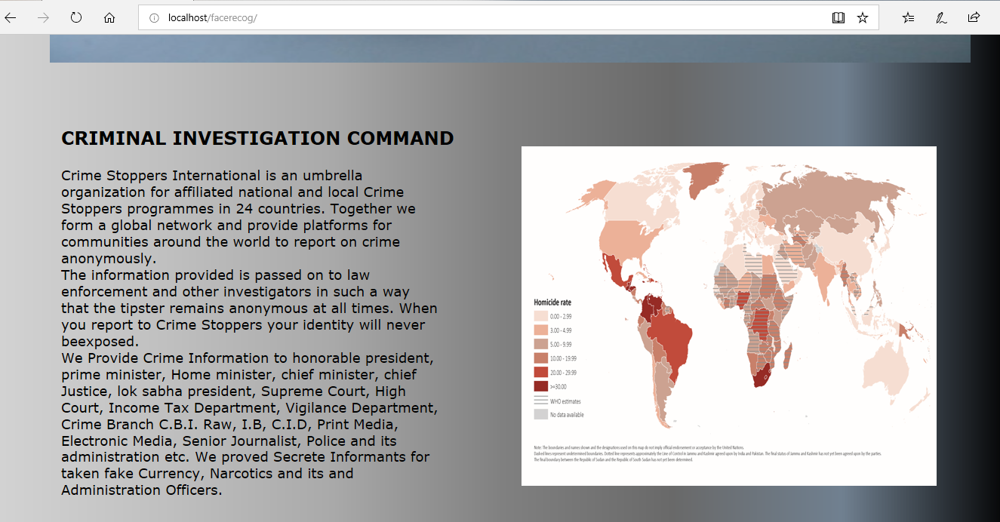 localhost/facerecog/
CRIMINAL INVESTIGATION COMMAND
Crime Stoppers International is an umbrella
organization for affiliated national and local Crime
Stoppers programmes in 24 countries. Together we
form a global network and provide platforms for
communities around the world to report on crime
anonymously.
The information provided is passed on to law
enforcement and other investigators in such a way
that the tipster remains anonymous at all times. When
you report to Crime Stoppers your identity will never
beexposed.
We Provide Crime Information to honorable president,
prime minister, Home minister, chief minister, chief
Justice, lok sabha president, Supreme Court, High
Court, Income Tax Department, Vigilance Department,
Crime Branch C.B.I. Raw, I.B, C.I.D, Print Media,
Electronic Media, Senior Journalist, Police and its
administration etc. We proved Secrete Informants for
taken fake Currency, Narcotics and its and
Administration Officers.
Homicide rate
0.00 - 2.99
3.00 - 4.99
5.00 - 9.99
10.00 - 19.99
20.00 - 29.99
>=30.00
WHO estimates
No data available
Note: The boundaries and names shown and the designations used on this map do not imply official endorsement or acceptance by the United Nations.
Dashed lines represent undetermined boundaries. Dotted line represents approximately the Line of Control in Jammu and Kashmir agreed upon by India and Pakistan. The final status of Jammu and Kashmir has not yet been agreed upon by the parties.
The final boundary between the Republic of Sudan and the Republic of South Sudan has not yet been determined.